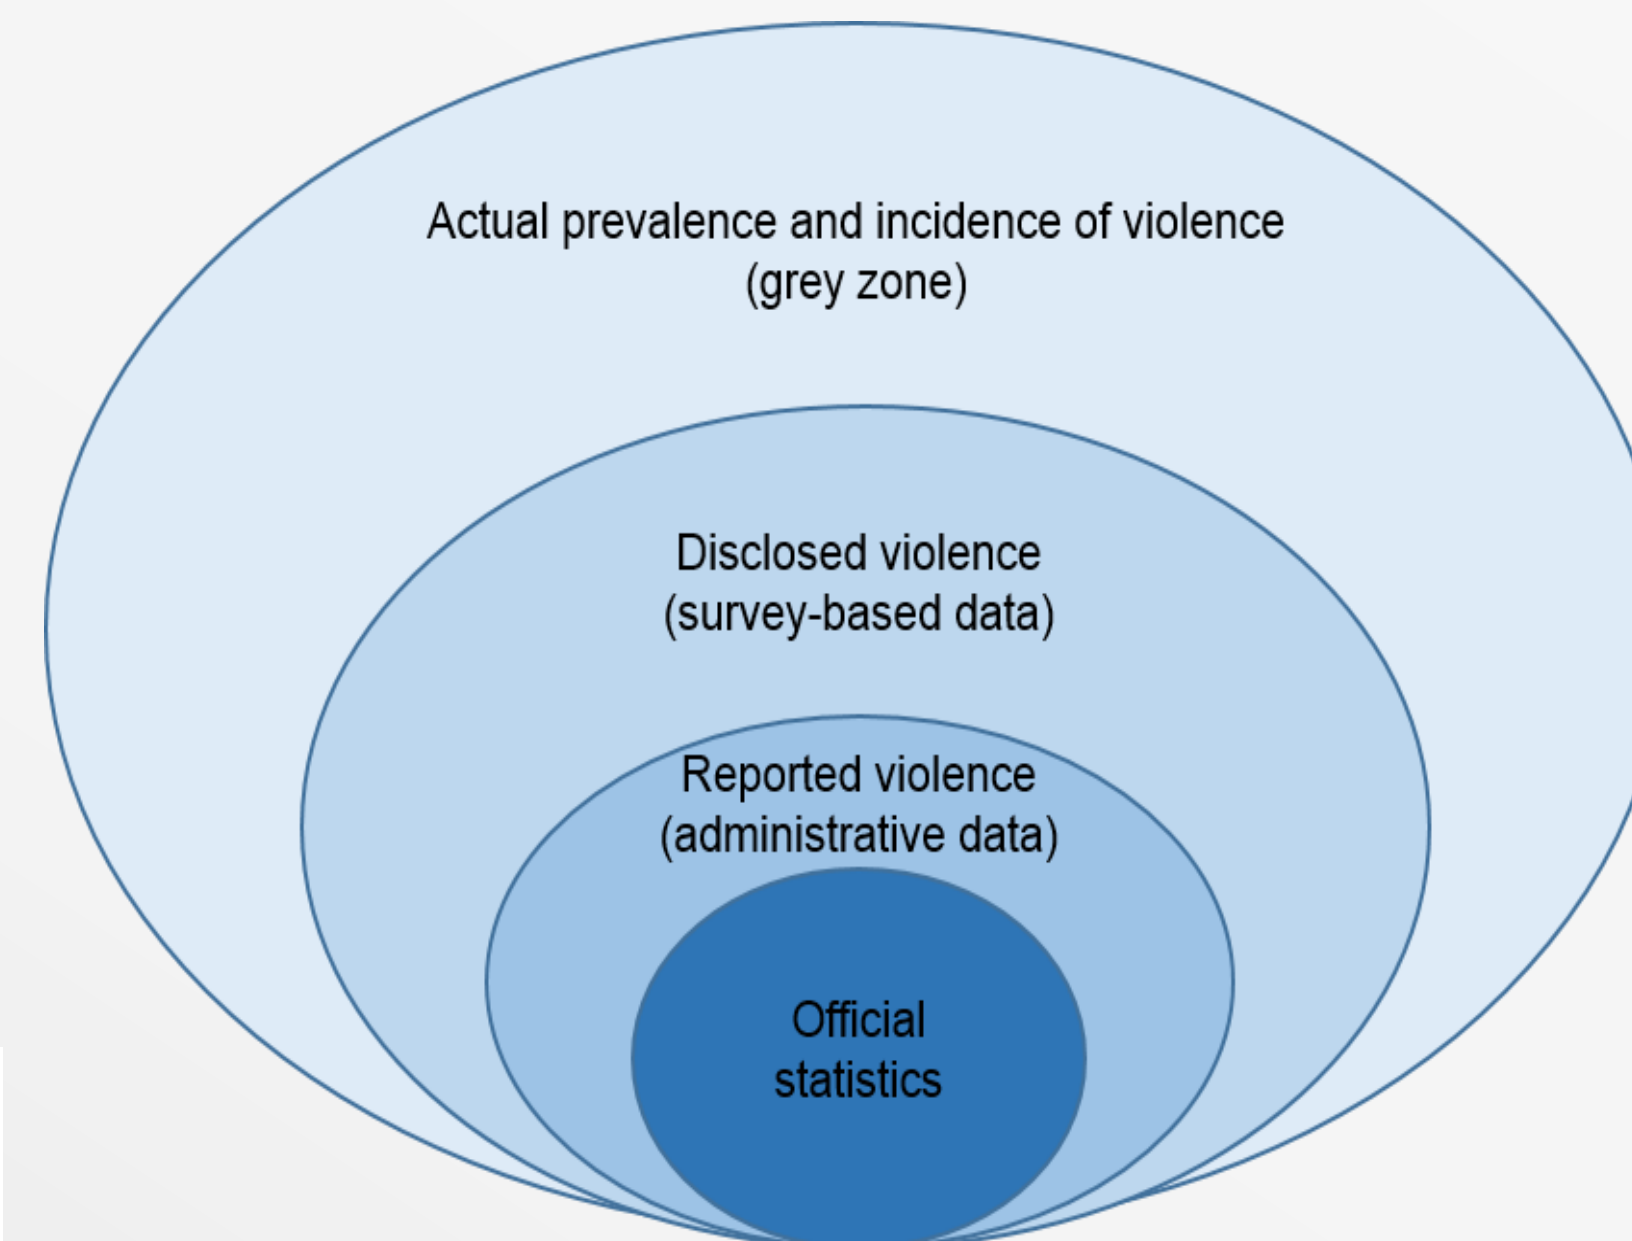 Actual prevalence and incidence of violence
(grey zone)
Disclosed violence
(survey-based data)
Reported violence
(administrative data)
Official
statistics